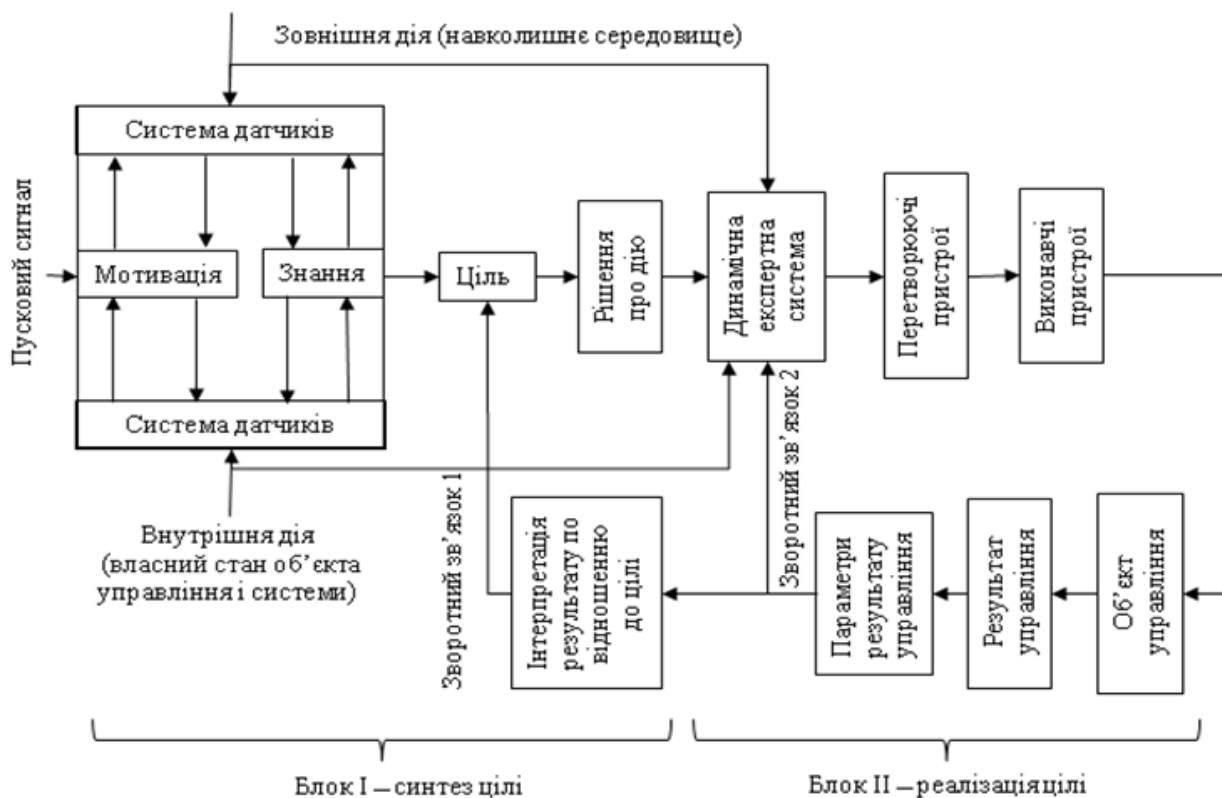 Зовнішня дія (навколишнє середовище)
Система датчиків
Пусковий сигнал
Мотивація
Знання
Ціль
Рішення
про дію
Динамічна
експертна
система
Перетворюючі
пристрої
Виконавчі
пристрої
Система датчиків
Внутрішня дія
(власний стан об’єкта
управління і системи)
Зворотний зв’язок 1
Інтерпретація
результату по
відношенню
до цілі
Зворотний зв’язок 2
Параметри
результату
управління
Результат
управління
Об’єкт
управління
Блок I – синтез цілі
Блок II – реалізація цілі